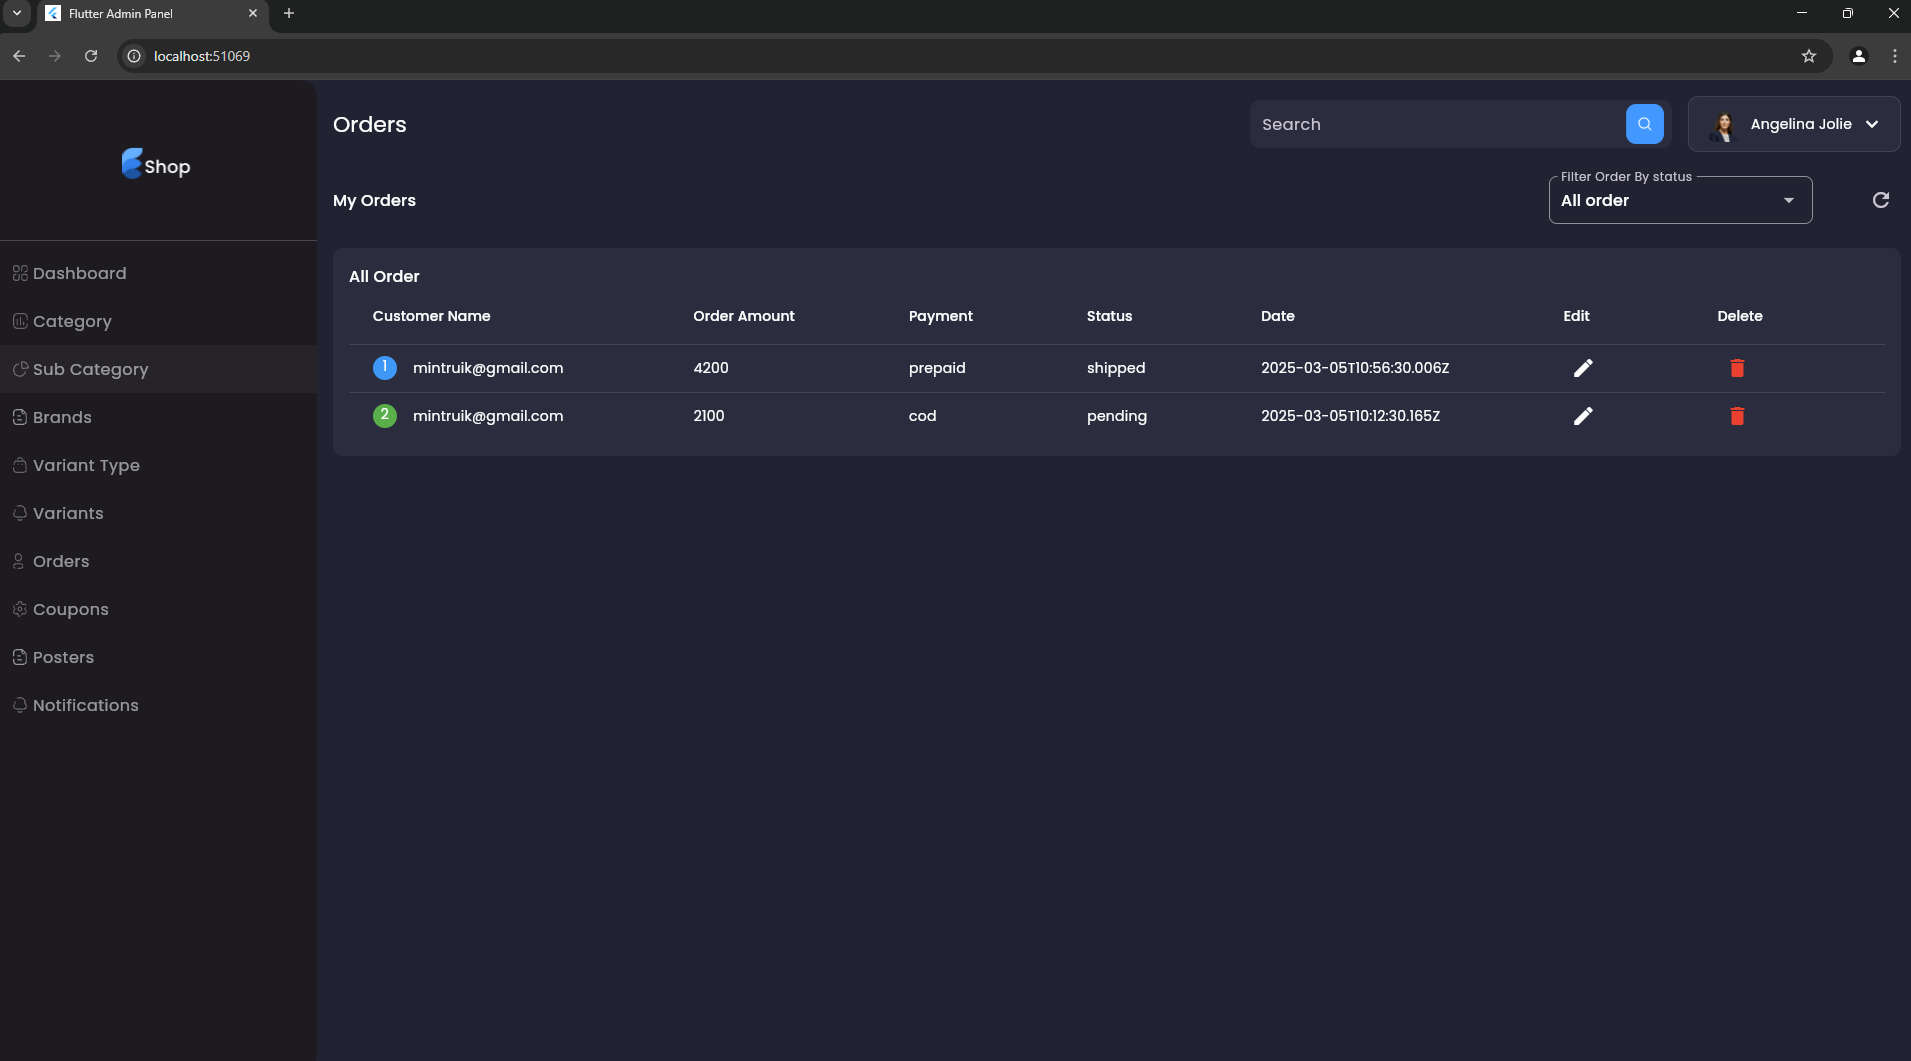 Flutter Admin Panel
localhost:51069
Shop
Dashboard
Category
Sub Category
Brands
Variant Type
Variants
Orders
Coupons
Posters
Notifications
Orders
Search
Angelina Jolie
My Orders
Filter Order By status
All order
All Order
Customer Name Order Amount Payment Status Date Edit Delete
1 mintruik@gmail.com 4200 prepaid shipped 2025-03-05T10:56:30.006Z
2 mintruik@gmail.com 2100 cod pending 2025-03-05T10:12:30.165Z